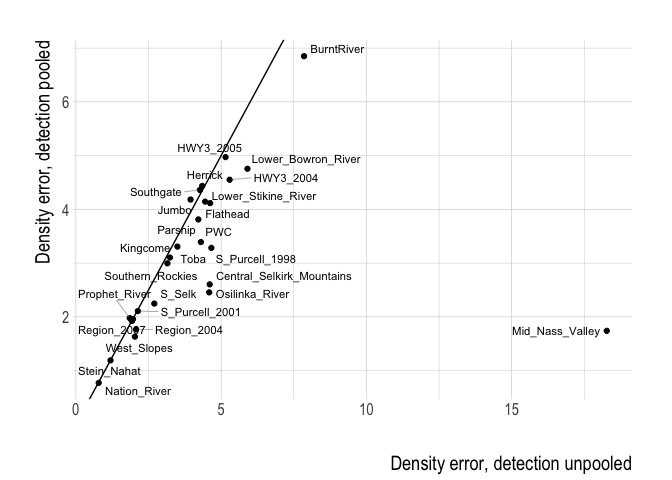 Density error, detection pooled
6
4
2
BurntRiver
HWY3_2005
Lower_Bowron_River
Herrick
HWY3_2004
Southgate
Lower_Stikine_River
Jumbo
Flathead
Parship
PWC
Kingcome
Toba
S_Purcell_1998
Southern_Rockies
Central_Selkirk_Mountains
Prophet_River
S_Selk
Osilinka_River
S_Purcell_2001
Region_2007
Region_2004
Mid_Nass_Valley
West_Slopes
Stein_Nahat
Nation_River
0
5
10
15
Density error, detection unpooled